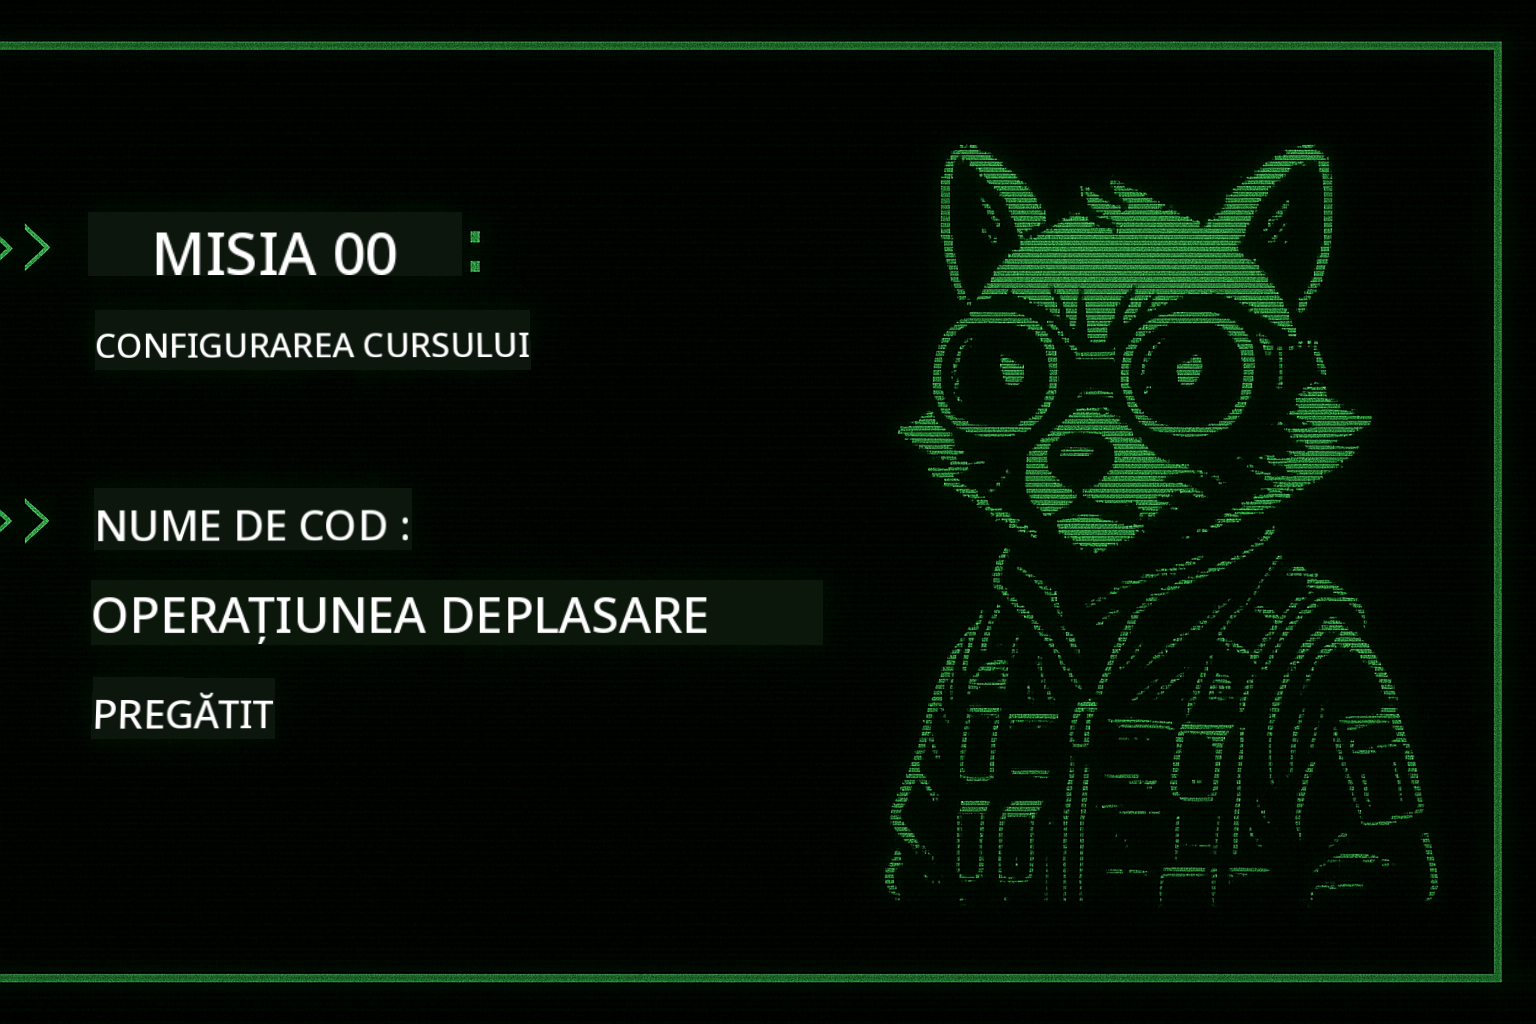 >> MISIA 00 :
CONFIGURAREA CURSULUI
>> NUME DE COD :
OPERAȚIUNEA DEPLASARE
PREGĂTIT